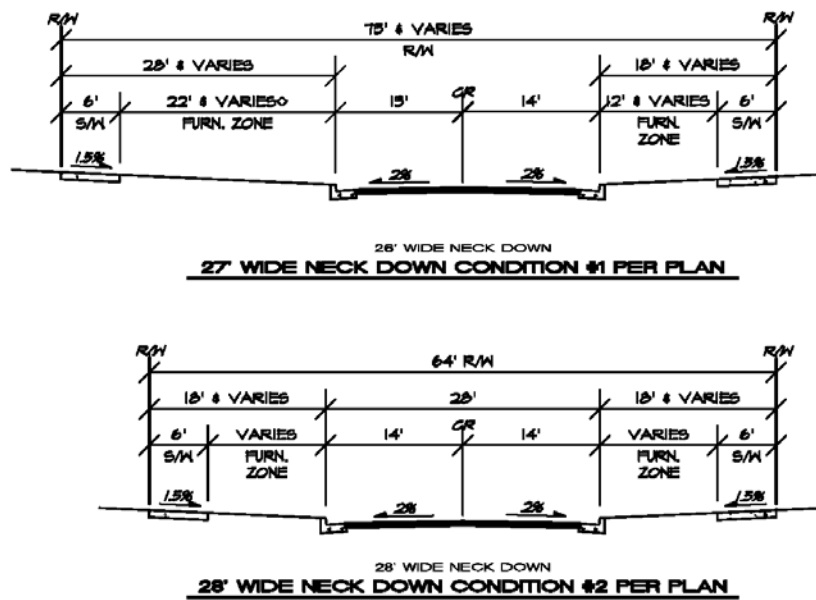 R/W R/W
75' & VARIES
R/W
28' & VARIES 18' & VARIES
CR
6' 22' & VARIES 15' 14' 12' & VARIES 6'
S/W FURN. ZONE FURN. ZONE S/W
1.5% 2% 2% 1.5%
26' WIDE NECK DOWN
27' WIDE NECK DOWN CONDITION #1 PER PLAN
R/W R/W
64' R/W
18' & VARIES 28' 18' & VARIES
CR
6' VARIES 14' 14' VARIES 6'
S/W FURN. ZONE FURN. ZONE S/W
1.5% 2% 2% 1.5%
28' WIDE NECK DOWN
28' WIDE NECK DOWN CONDITION #2 PER PLAN